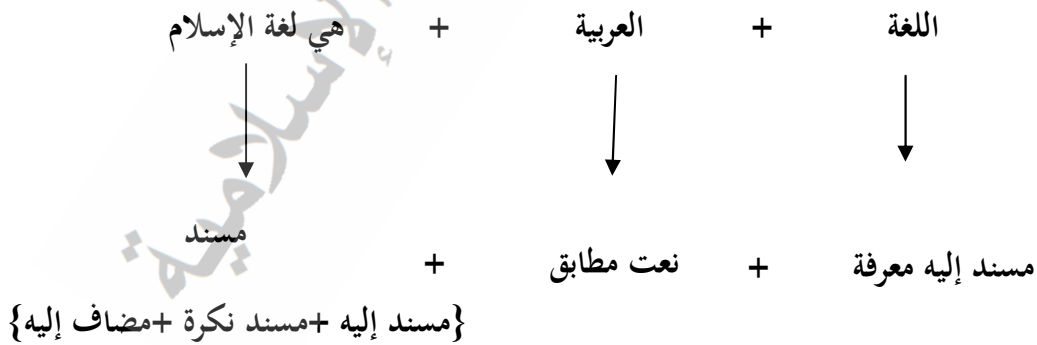 اللغة + العربية + هي لغة الإسلام
مسند إليه معرفة + نعت مطابق + مسند
{مسند إليه +مسند نكرة +مضاف إليه}